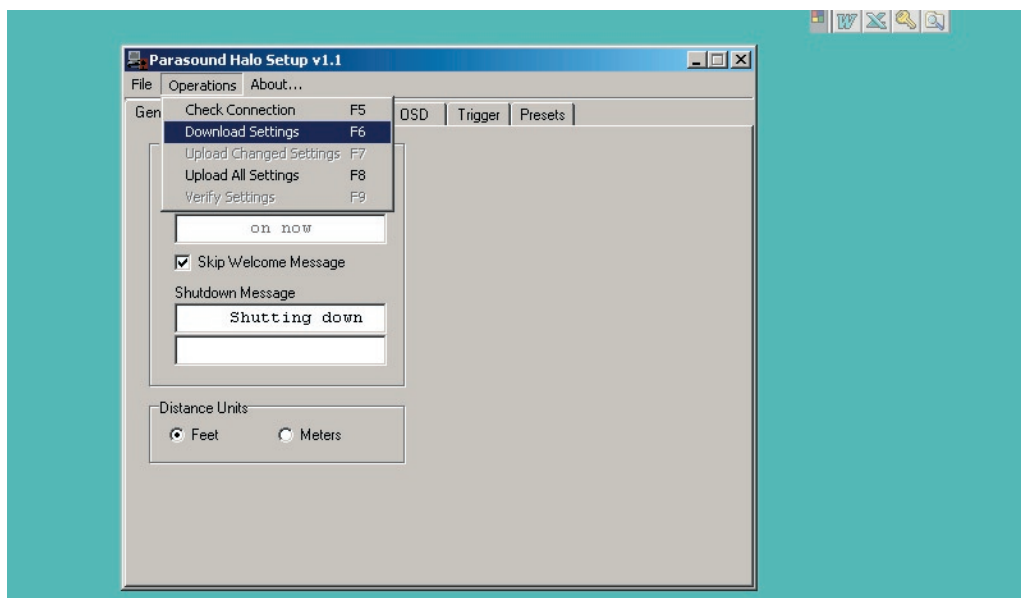 Parasound Halo Setup v1.1
File Operations About...
Gen OSD Trigger Presets
Check Connection F5
Download Settings F6
Upload Changed Settings F7
Upload All Settings F8
Verify Settings F9
on now
Skip Welcome Message
Shutdown Message
Shutting down
Distance Units
Feet Meters